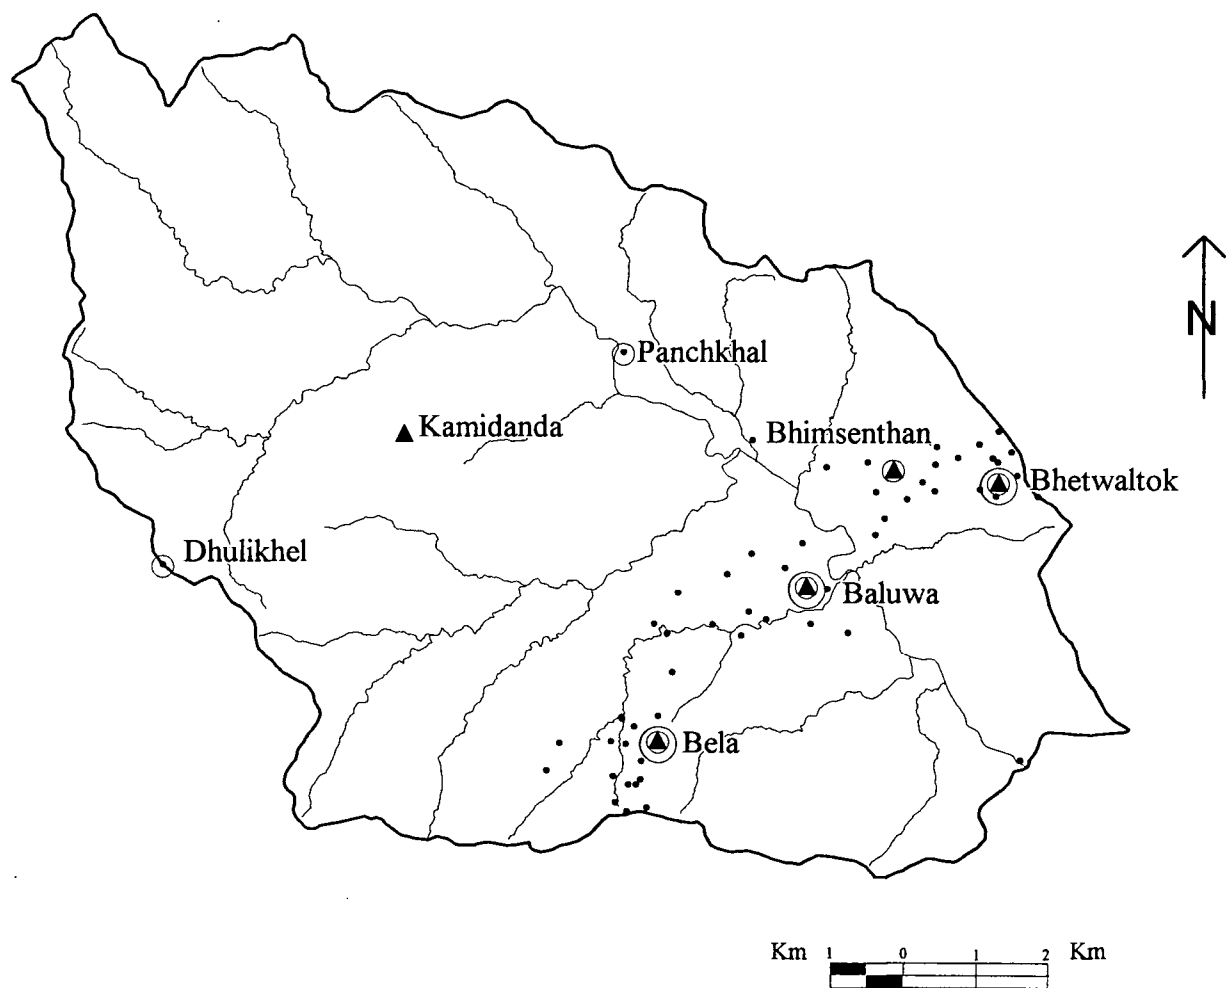 N
Panchkhal
Kamidanda
Bhimsenthan
Bhetwaltok
Dhulikhel
Baluwa
Bela
Km 1 0 1 2 Km